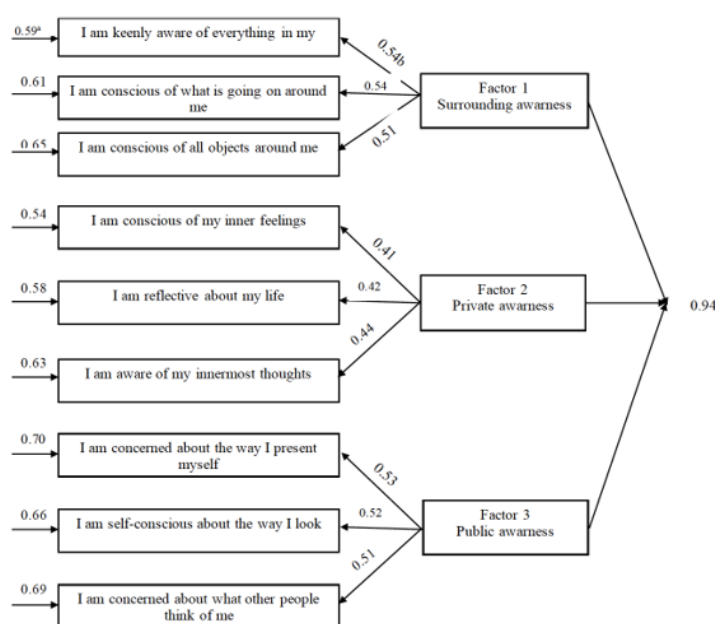 0.59ᵃ
I am keenly aware of everything in my
0.54b
0.61
I am conscious of what is going on around
me
0.54
Factor 1
Surrounding awarness
0.65
I am conscious of all objects around me
0.51
0.54
I am conscious of my inner feelings
0.41
0.58
I am reflective about my life
0.42
Factor 2
Private awarness
0.94
0.63
I am aware of my innermost thoughts
0.44
0.70
I am concerned about the way I present
myself
0.53
0.66
I am self-conscious about the way I look
0.52
Factor 3
Public awarness
0.69
I am concerned about what other people
think of me
0.51